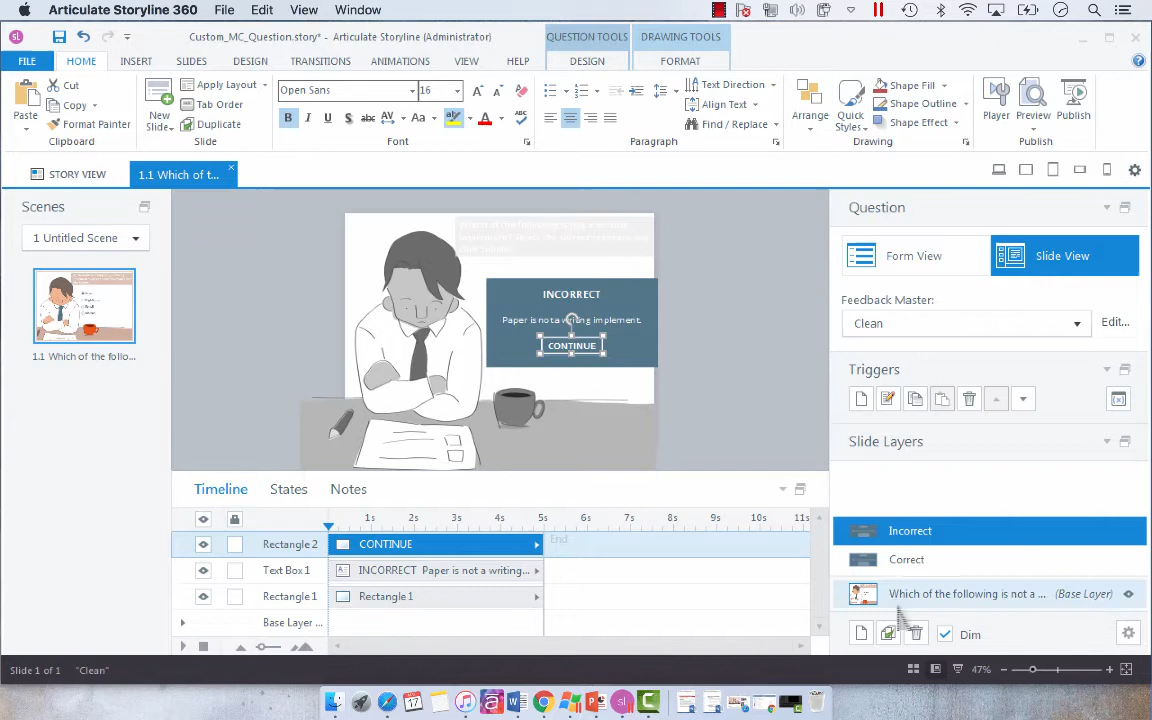 Articulate Storyline 360 File Edit View Window
Custom_MC_Question.story* - Articulate Storyline (Administrator) QUESTION TOOLS DRAWING TOOLS
FILE HOME INSERT SLIDES DESIGN TRANSITIONS ANIMATIONS VIEW HELP DESIGN FORMAT
Paste Cut Copy Format Painter
Clipboard
New Slide Apply Layout Tab Order Duplicate
Slide
Open Sans 16
B I U S abc AV Aa A ABC
Font
Text Direction Align Text Find / Replace
Paragraph
Arrange Quick Styles Shape Fill Shape Outline Shape Effect
Drawing
Player Preview Publish
Publish
STORY VIEW 1.1 Which of t...
Scenes
1 Untitled Scene
1.1 Which of the follo...
INCORRECT
Paper is not a writing implement.
CONTINUE
Question
Form View Slide View
Feedback Master:
Clean Edit...
Triggers
Slide Layers
Incorrect
Correct
Which of the following is not a ... (Base Layer)
Dim
Timeline States Notes
1s 2s 3s 4s 5s 6s 7s 8s 9s 10s 11s
Rectangle 2 CONTINUE End
Text Box 1 INCORRECT Paper is not a writing...
Rectangle 1 Rectangle 1
Base Layer ...
Slide 1 of 1 "Clean" 47%
17